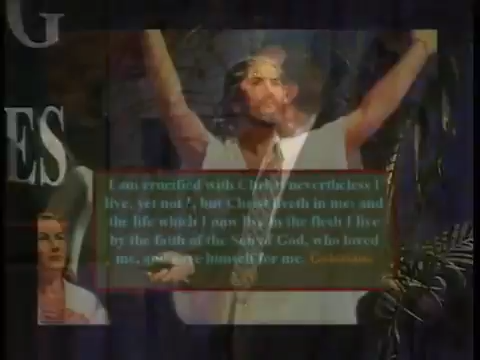 G
ES
I am crucified with Christ: nevertheless I
live, yet not I, but Christ liveth in me: and
the life which I now live in the flesh I live
by the faith of the Son of God, who loved
me, and gave himself for me. Galatians